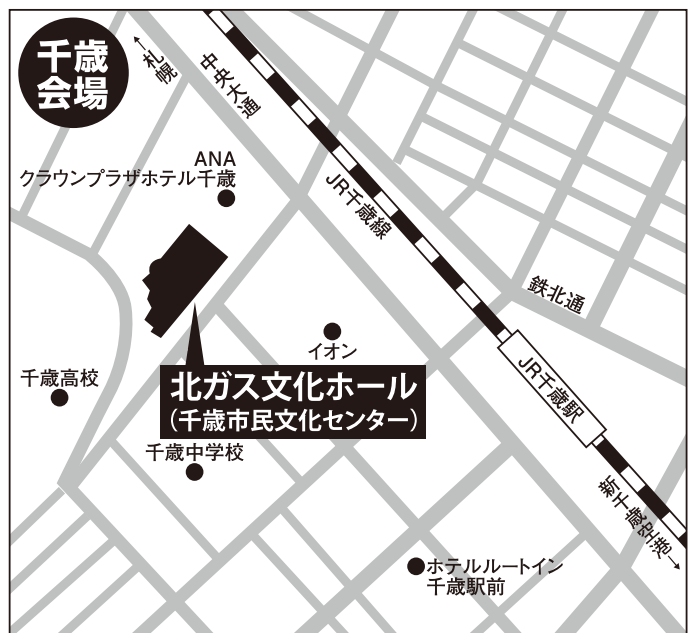 千歳
会場
←札幌
中央大通
ANA
クラウンプラザホテル千歳
JR千歳線
鉄北通
イオン
JR千歳駅
北ガス文化ホール
(千歳市民文化センター)
千歳高校
千歳中学校
新千歳空港→
ホテルルートイン
千歳駅前